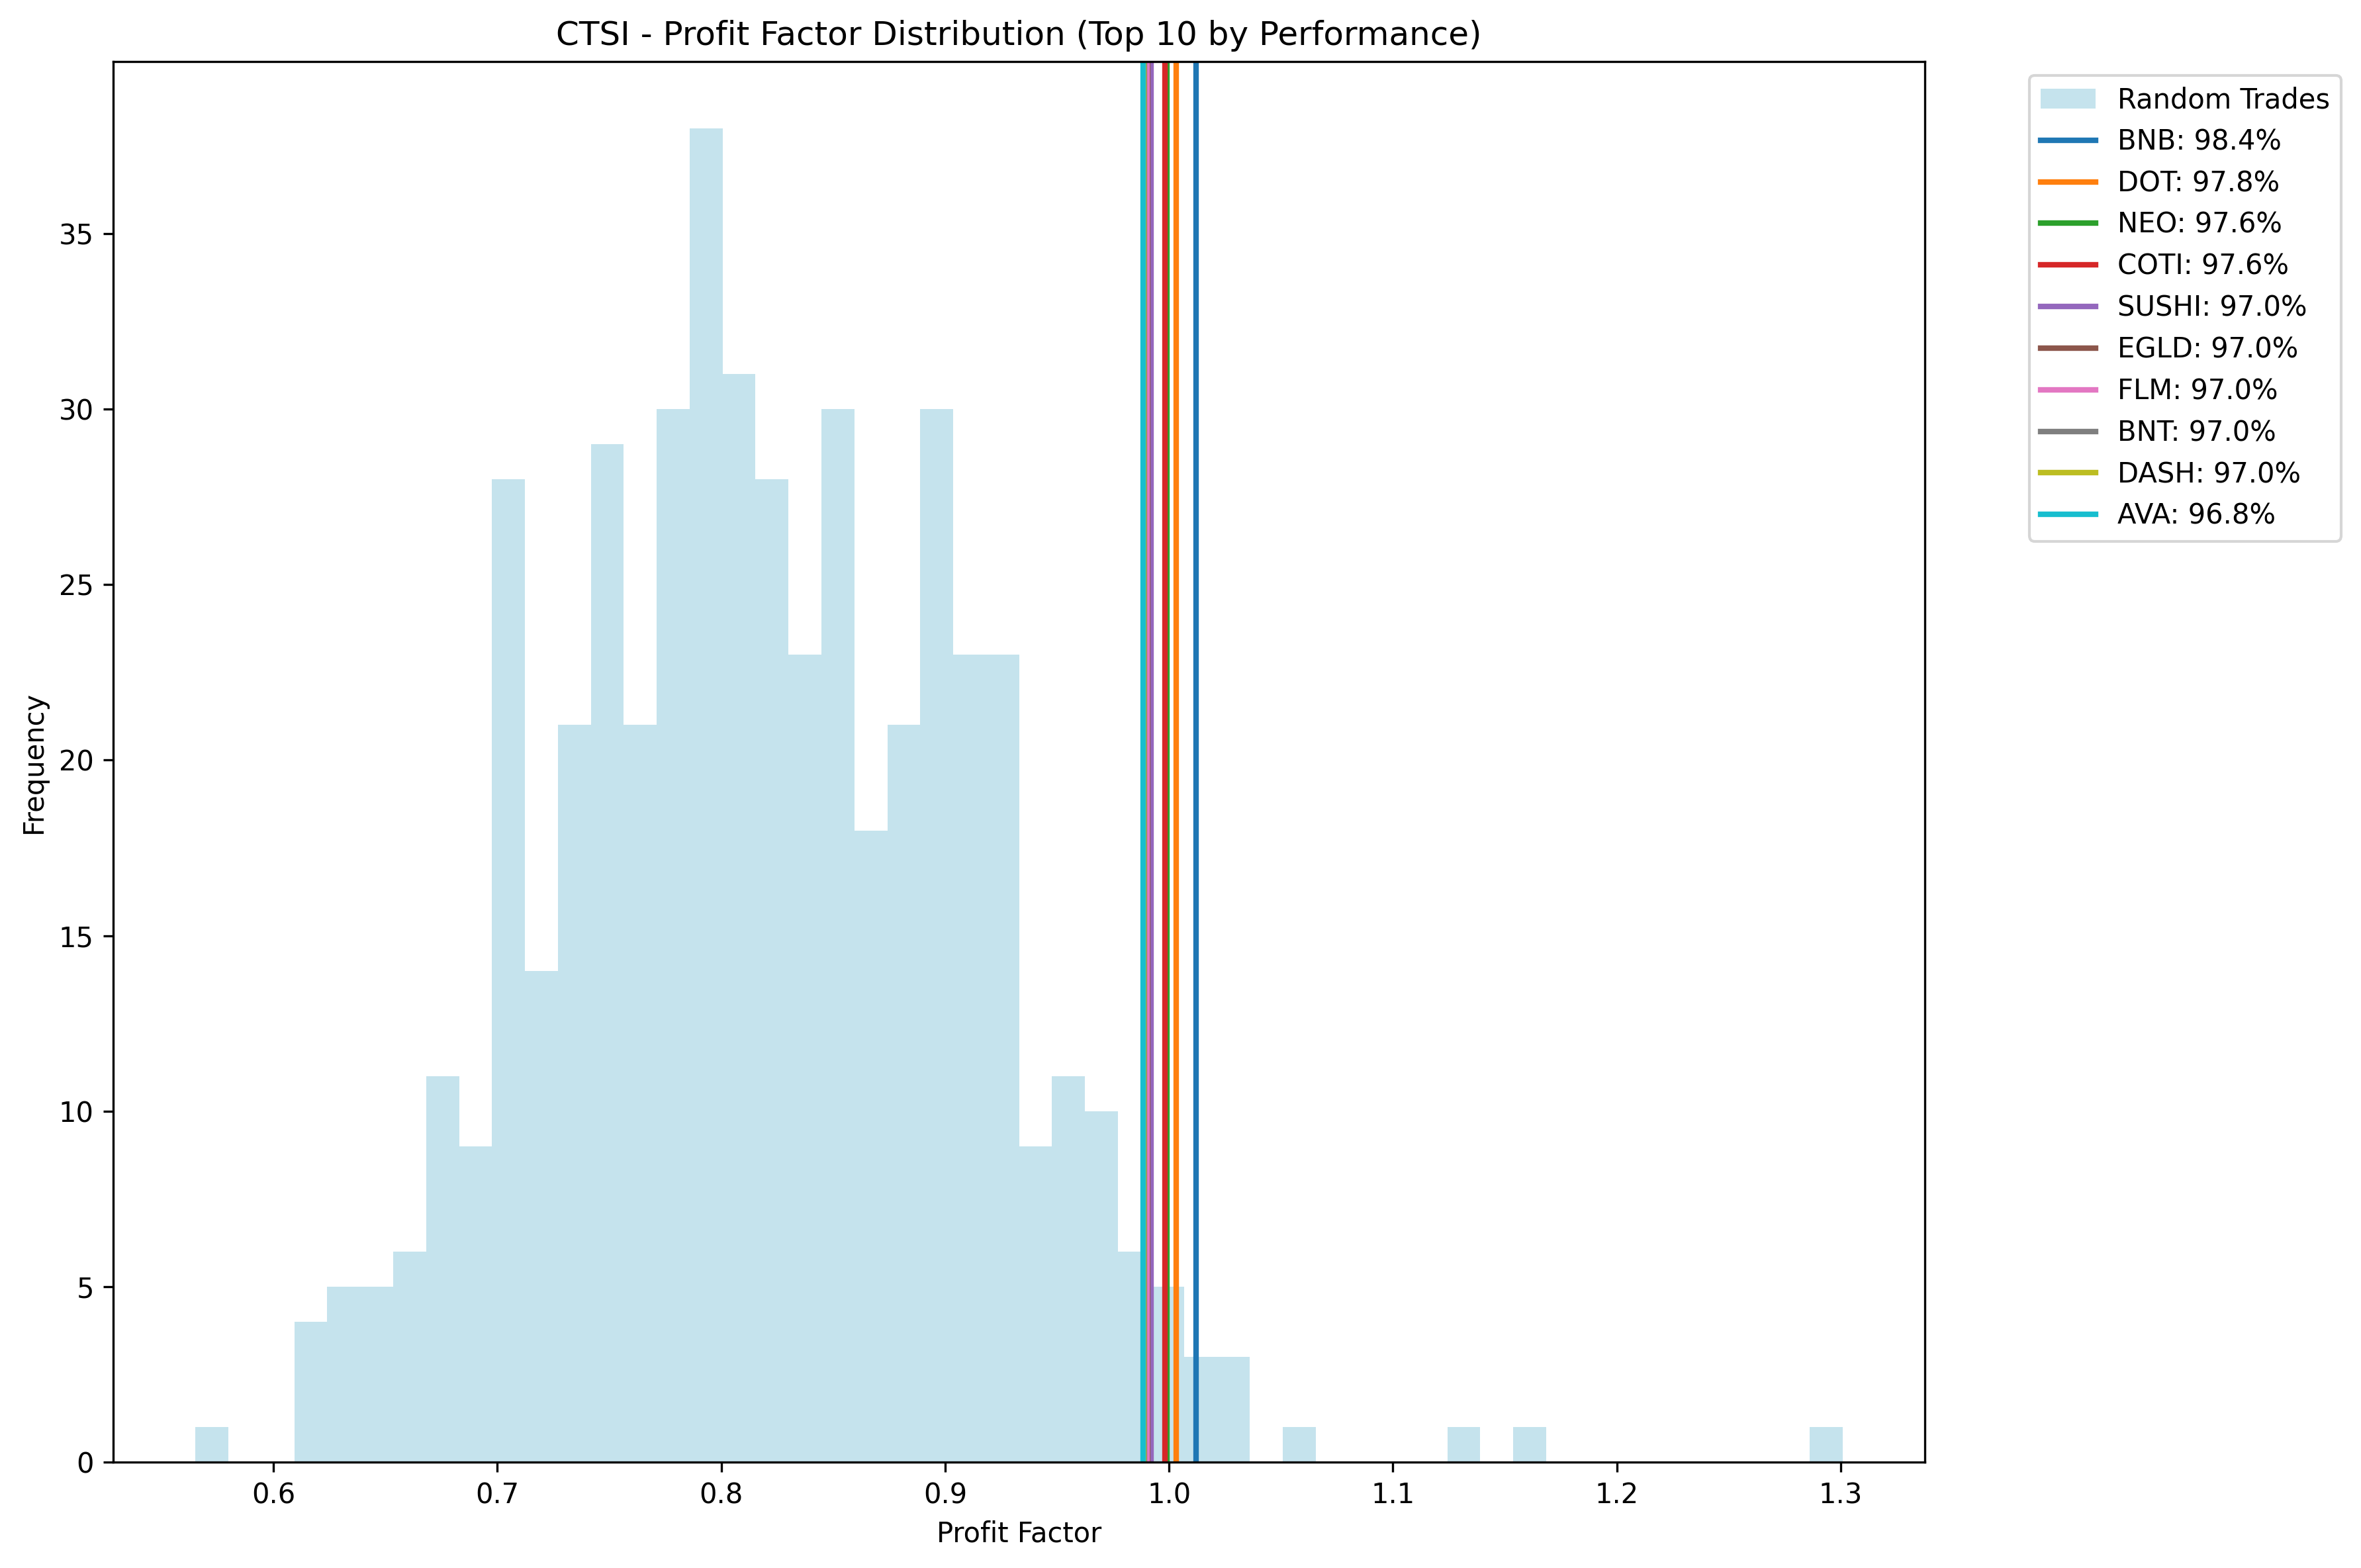 CTSI - Profit Factor Distribution (Top 10 by Performance)
Random Trades
BNB: 98.4%
DOT: 97.8%
NEO: 97.6%
COTI: 97.6%
SUSHI: 97.0%
EGLD: 97.0%
FLM: 97.0%
BNT: 97.0%
DASH: 97.0%
AVA: 96.8%
Frequency
35
30
25
20
15
10
5
0
0.6 0.7 0.8 0.9 1.0 1.1 1.2 1.3
Profit Factor